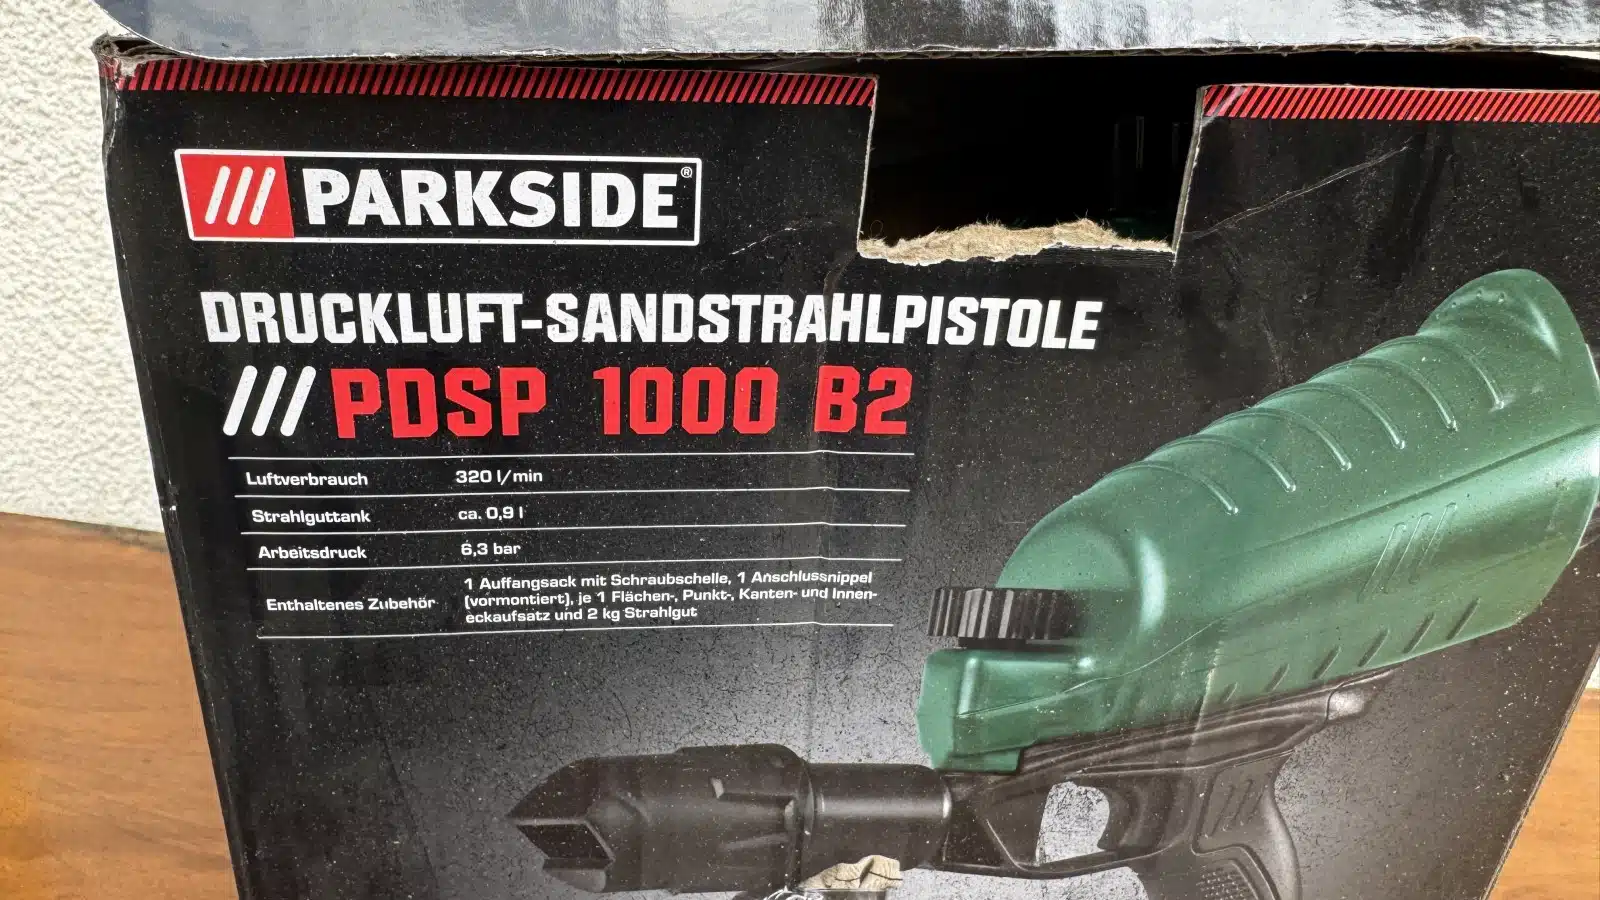 /// PARKSIDE®
DRUCKLUFT-SANDSTRAHLPISTOLE
/// PDSP 1000 B2
Luftverbrauch 320 l/min
Strahlguttank ca. 0,9 l
Arbeitsdruck 6,3 bar
Enthaltenes Zubehör 1 Auffangsack mit Schraubschelle, 1 Anschlussnippel
(vormontiert), je 1 Flächen-, Punkt-, Kanten- und Innen-
eckaufsatz und 2 kg Strahlgut